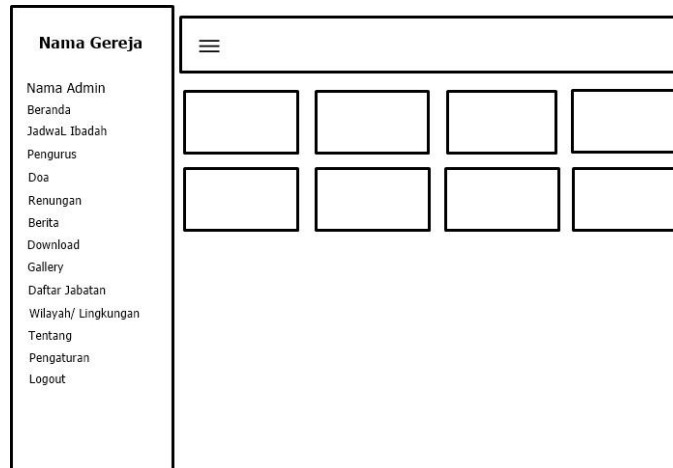 Nama Gereja
Nama Admin
Beranda
JadwaL Ibadah
Pengurus
Doa
Renungan
Berita
Download
Gallery
Daftar Jabatan
Wilayah/ Lingkungan
Tentang
Pengaturan
Logout